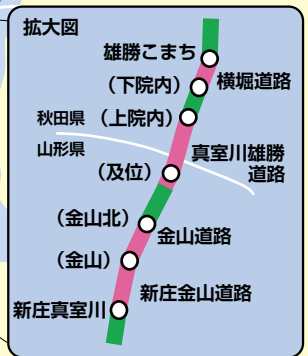 拡大図
雄勝こまち
（下院内）
横堀道路
（上院内）
秋田県
山形県
真室川雄勝
道路
（及位）
（金山北）
金山道路
（金山）
新庄金山道路
新庄真室川